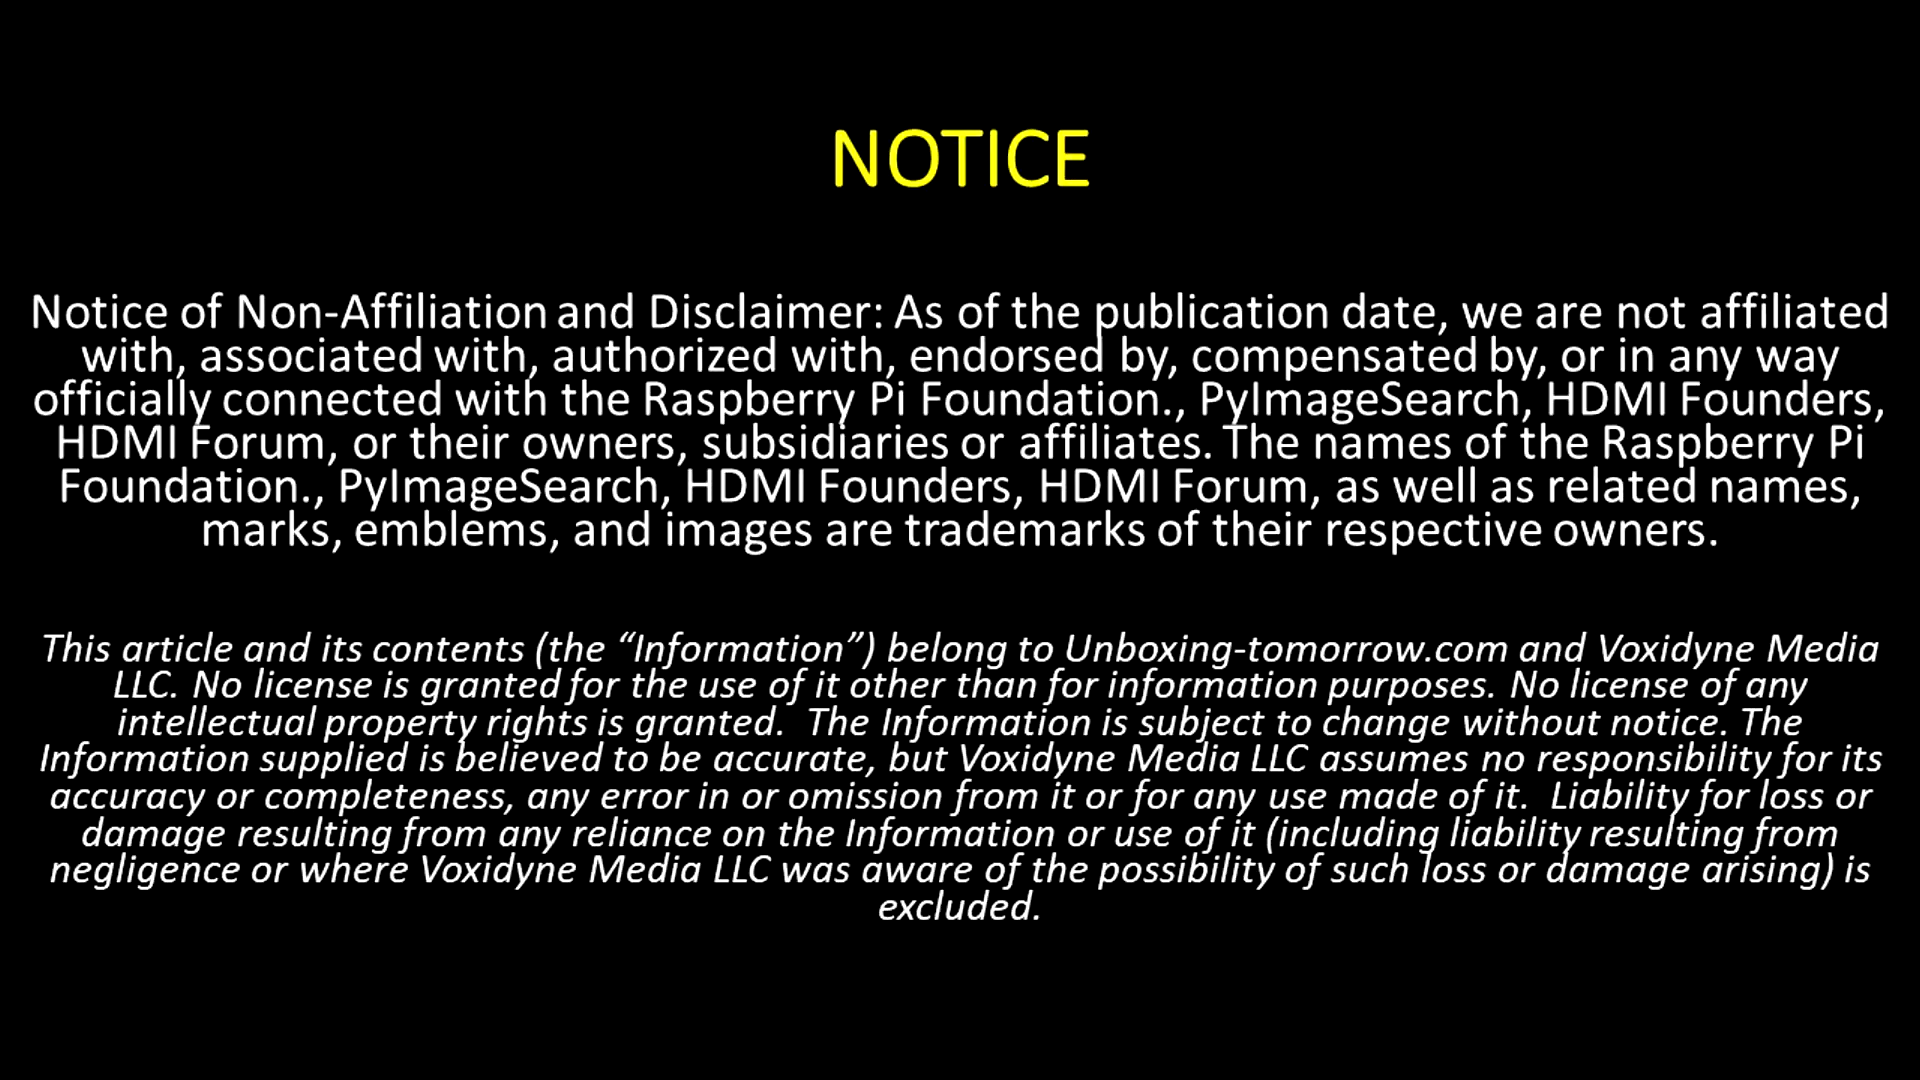 NOTICE
Notice of Non-Affiliation and Disclaimer: As of the publication date, we are not affiliated
with, associated with, authorized with, endorsed by, compensated by, or in any way
officially connected with the Raspberry Pi Foundation., PyImageSearch, HDMI Founders,
HDMI Forum, or their owners, subsidiaries or affiliates. The names of the Raspberry Pi
Foundation., PyImageSearch, HDMI Founders, HDMI Forum, as well as related names,
marks, emblems, and images are trademarks of their respective owners.
This article and its contents (the “Information”) belong to Unboxing-tomorrow.com and Voxidyne Media
LLC. No license is granted for the use of it other than for information purposes. No license of any
intellectual property rights is granted.  The Information is subject to change without notice. The
Information supplied is believed to be accurate, but Voxidyne Media LLC assumes no responsibility for its
accuracy or completeness, any error in or omission from it or for any use made of it.  Liability for loss or
damage resulting from any reliance on the Information or use of it (including liability resulting from
negligence or where Voxidyne Media LLC was aware of the possibility of such loss or damage arising) is
excluded.